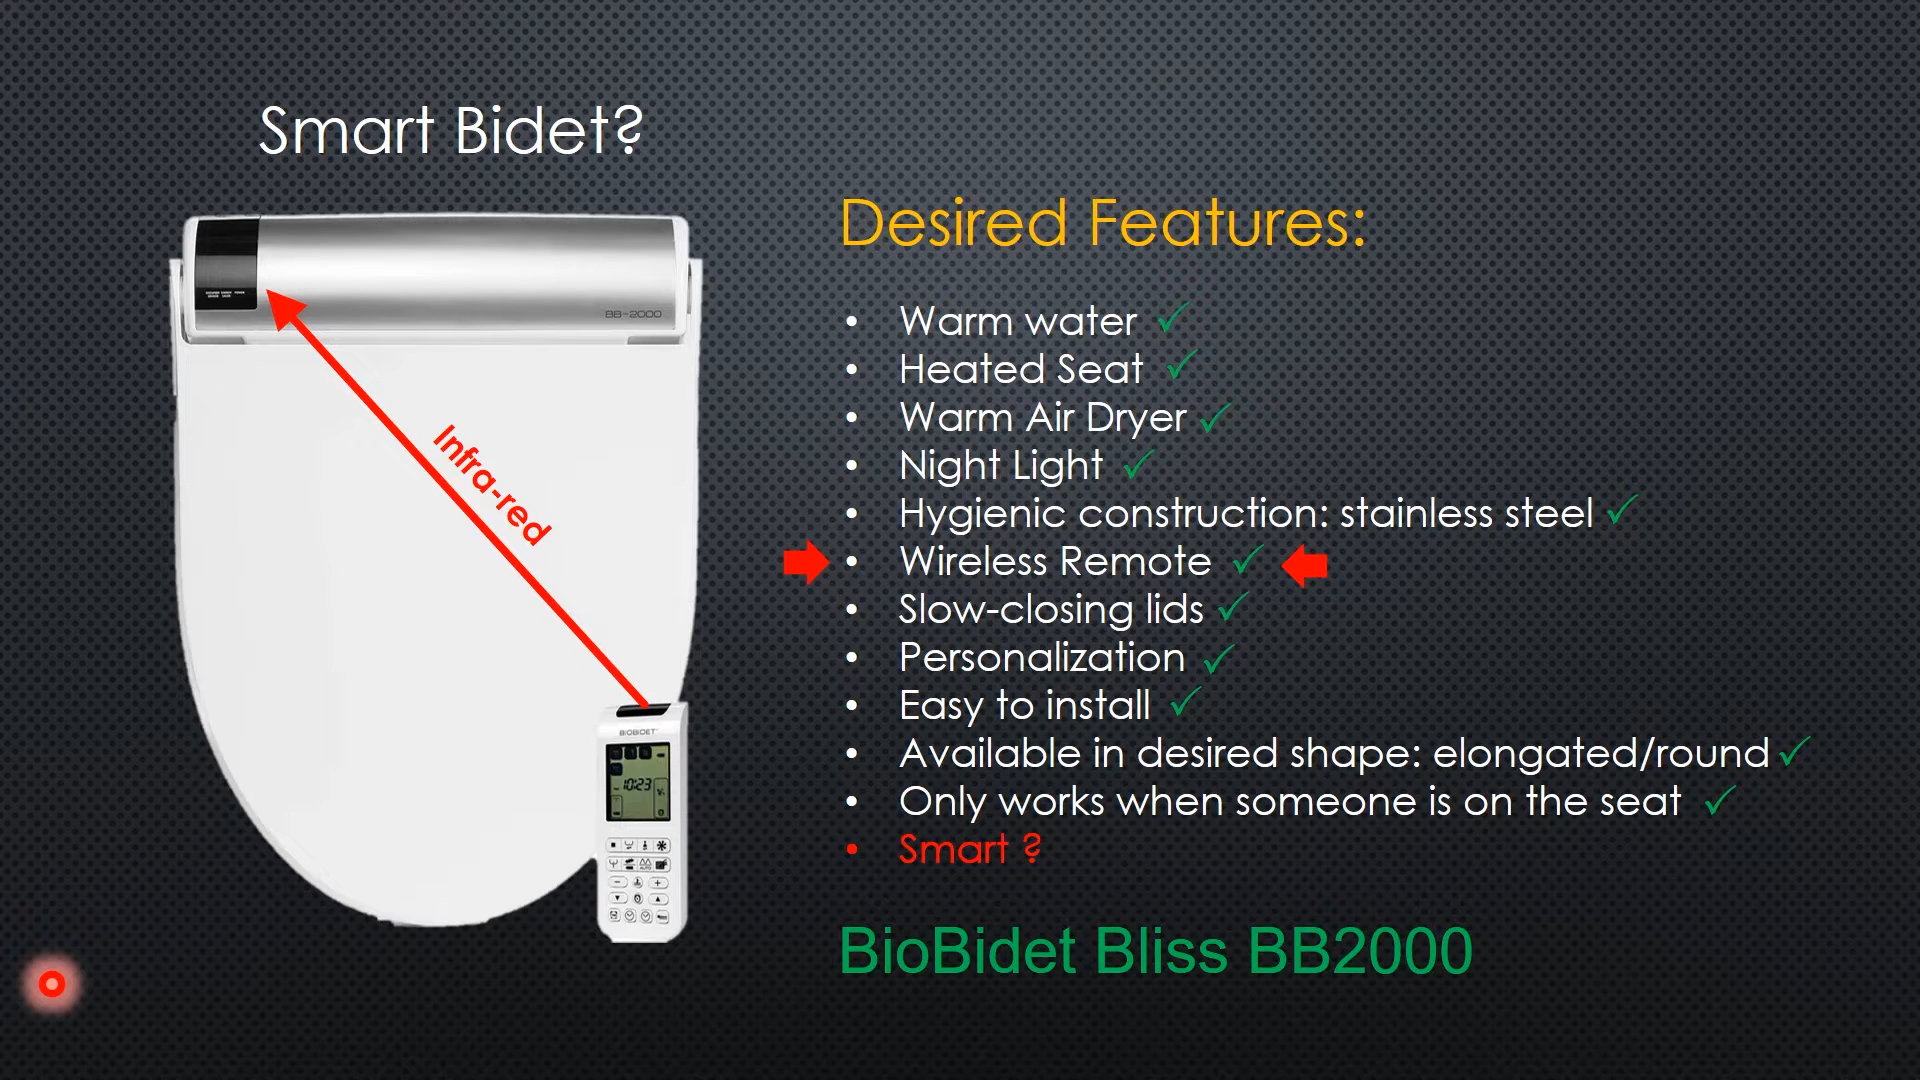 Smart Bidet?
Desired Features:
BB-2000
• Warm water ✓
• Heated Seat ✓
• Warm Air Dryer ✓
• Night Light ✓
Infra-red
• Hygienic construction: stainless steel ✓
• Wireless Remote ✓
• Slow-closing lids ✓
• Personalization ✓
• Easy to install ✓
BIOBIDET
• Available in desired shape: elongated/round ✓
10:23
• Only works when someone is on the seat ✓
• Smart ?
BioBidet Bliss BB2000